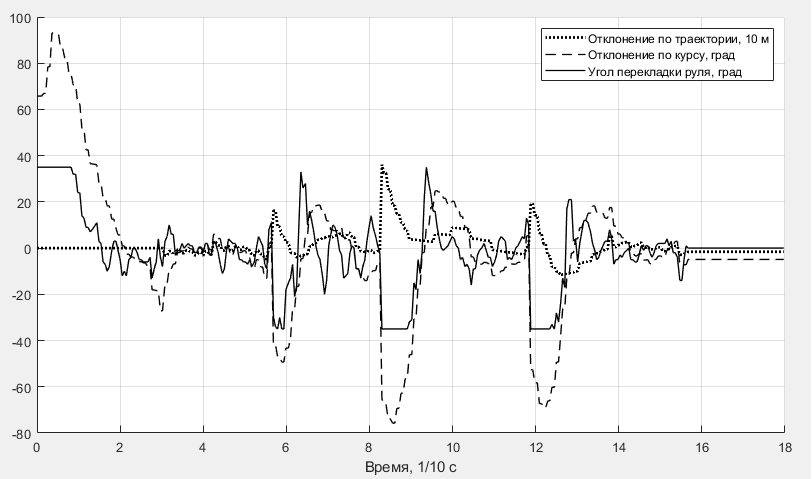 100
80
60
40
20
0
-20
-40
-60
-80
Отклонение по траектории, 10 м
Отклонение по курсу, град
Угол перекладки руля, град
0 2 4 6 8 10 12 14 16 18
Время, 1/10 с